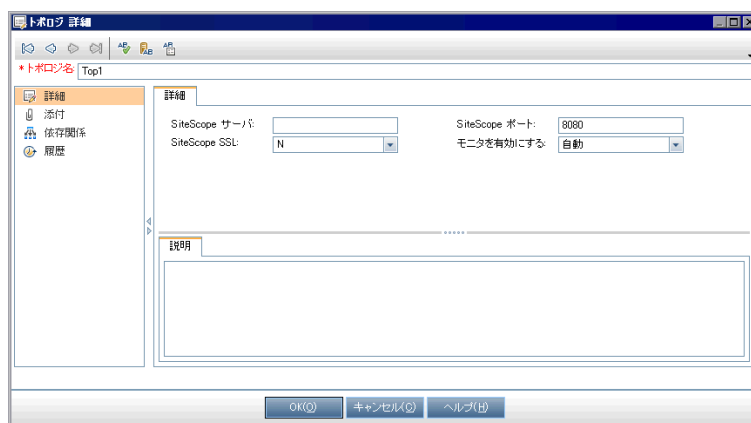 トポロジ 詳細
*トポロジ名: Top1
詳細
添付
依存関係
履歴
詳細
SiteScope サーバ:
SiteScope ポート: 8080
SiteScope SSL: N
モニタを有効にする: 自動
説明
OK(O) キャンセル(C) ヘルプ(H)